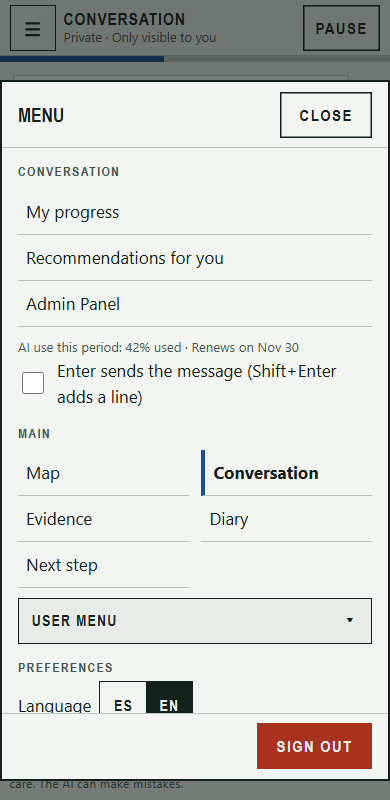 CONVERSATION
Private · Only visible to you
PAUSE
MENU
CLOSE
CONVERSATION
My progress
Recommendations for you
Admin Panel
AI use this period: 42% used · Renews on Nov 30
Enter sends the message (Shift+Enter
adds a line)
MAIN
Map
Conversation
Evidence
Diary
Next step
USER MENU
PREFERENCES
Language
ES
EN
SIGN OUT
care. The AI can make mistakes.